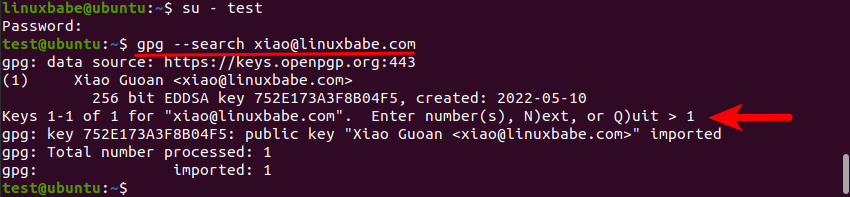 linuxbabe@ubuntu:~$ su - test
Password:
test@ubuntu:~$ gpg --search xiao@linuxbabe.com
gpg: data source: https://keys.openpgp.org:443
(1)     Xiao Guoan <xiao@linuxbabe.com>
          256 bit EDDSA key 752E173A3F8B04F5, created: 2022-05-10
Keys 1-1 of 1 for "xiao@linuxbabe.com".  Enter number(s), N)ext, or Q)uit > 1
gpg: key 752E173A3F8B04F5: public key "Xiao Guoan <xiao@linuxbabe.com>" imported
gpg: Total number processed: 1
gpg:               imported: 1
test@ubuntu:~$